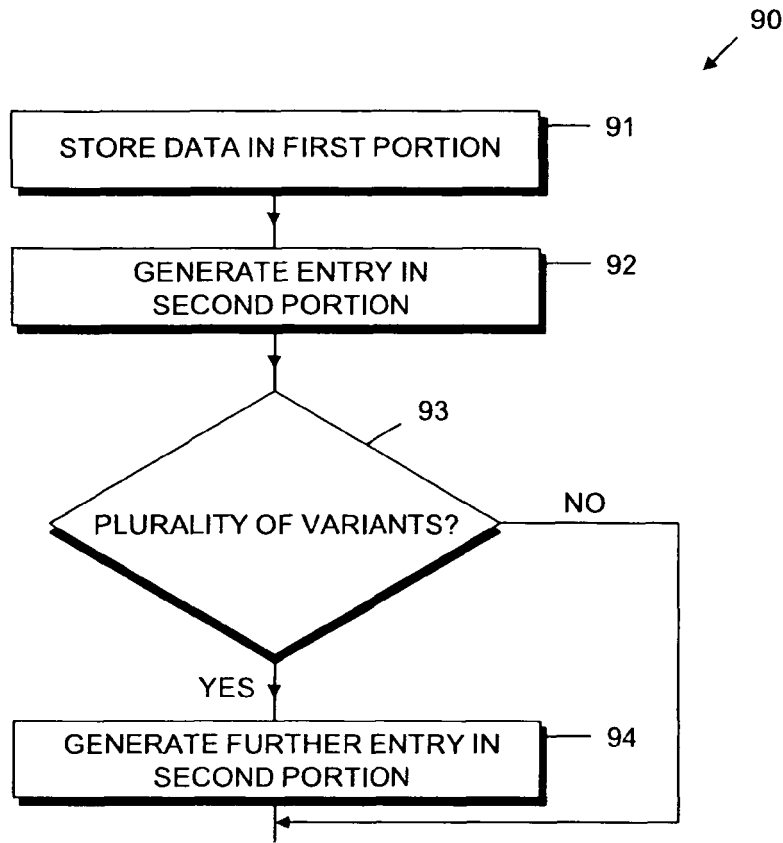 90
STORE DATA IN FIRST PORTION
91
GENERATE ENTRY IN
SECOND PORTION
92
93
PLURALITY OF VARIANTS?
NO
YES
GENERATE FURTHER ENTRY IN
SECOND PORTION
94